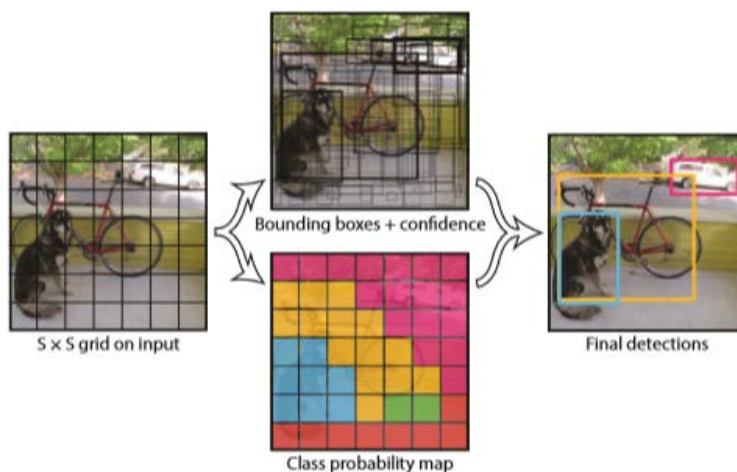 Bounding boxes + confidence
S × S grid on input
Final detections
Class probability map